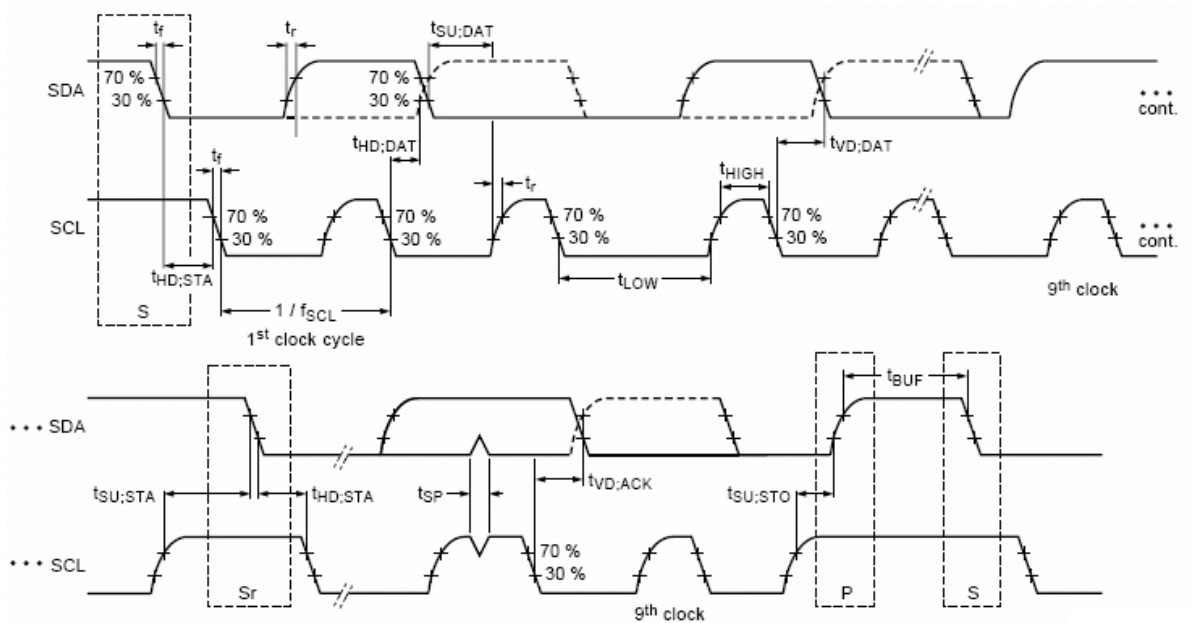 tf
tr
tSU;DAT
SDA
70 %
30 %
70 %
30 %
cont.
tHD;DAT
tVD;DAT
tf
tr
tHIGH
SCL
70 %
30 %
70 %
30 %
70 %
30 %
70 %
30 %
cont.
tHD;STA
tLOW
S
1 / fSCL
1st clock cycle
9th clock
tBUF
• • • SDA
tSU;STA
tHD;STA
tSP
tVD;ACK
tSU;STO
• • • SCL
70 %
30 %
Sr
9th clock
P
S